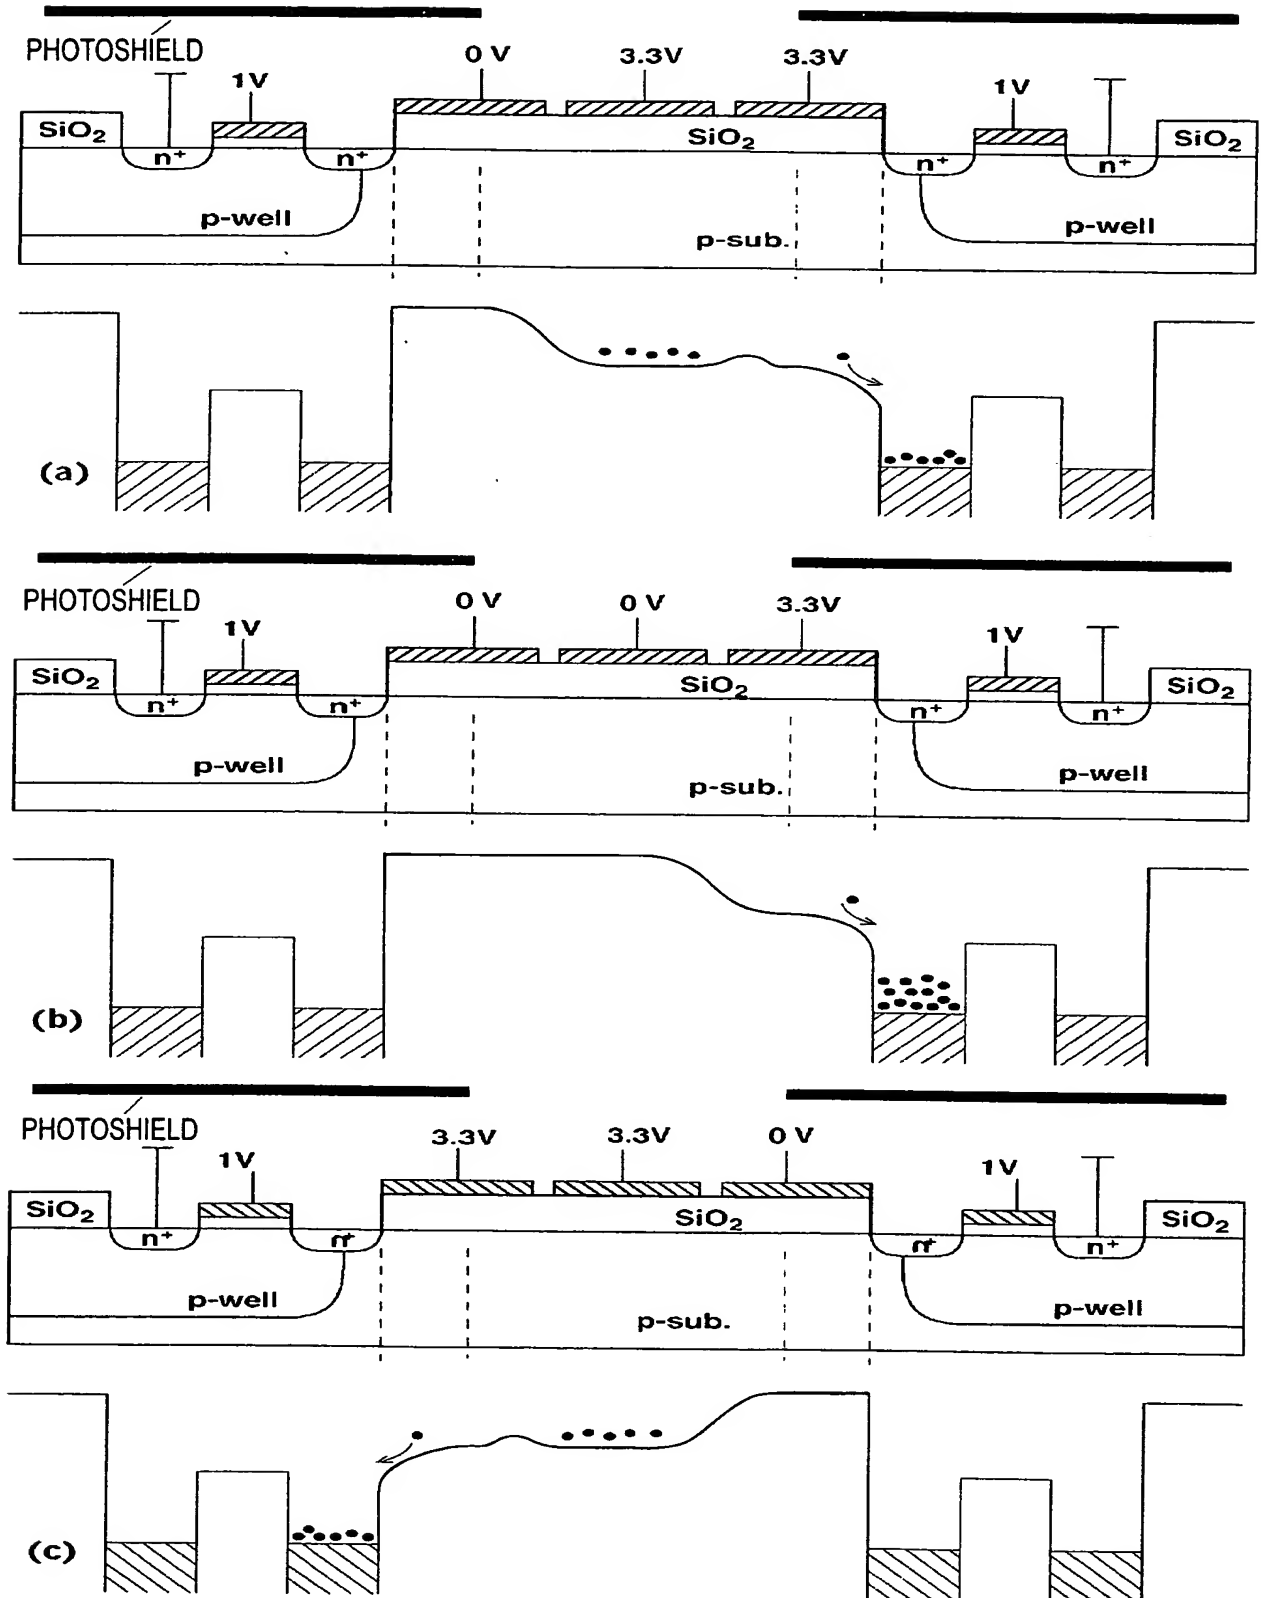 PHOTOSHIELD
0 V 3.3V 3.3V
1V 1V
SiO2 SiO2 SiO2
n+ n+ n+ n+
p-well p-sub. p-well
(a)
PHOTOSHIELD
0 V 0 V 3.3V
1V 1V
SiO2 SiO2 SiO2
n+ n+ n+ n+
p-well p-sub. p-well
(b)
PHOTOSHIELD
3.3V 3.3V 0 V
1V 1V
SiO2 SiO2 SiO2
n+ n+ n+ n+
p-well p-sub. p-well
(c)